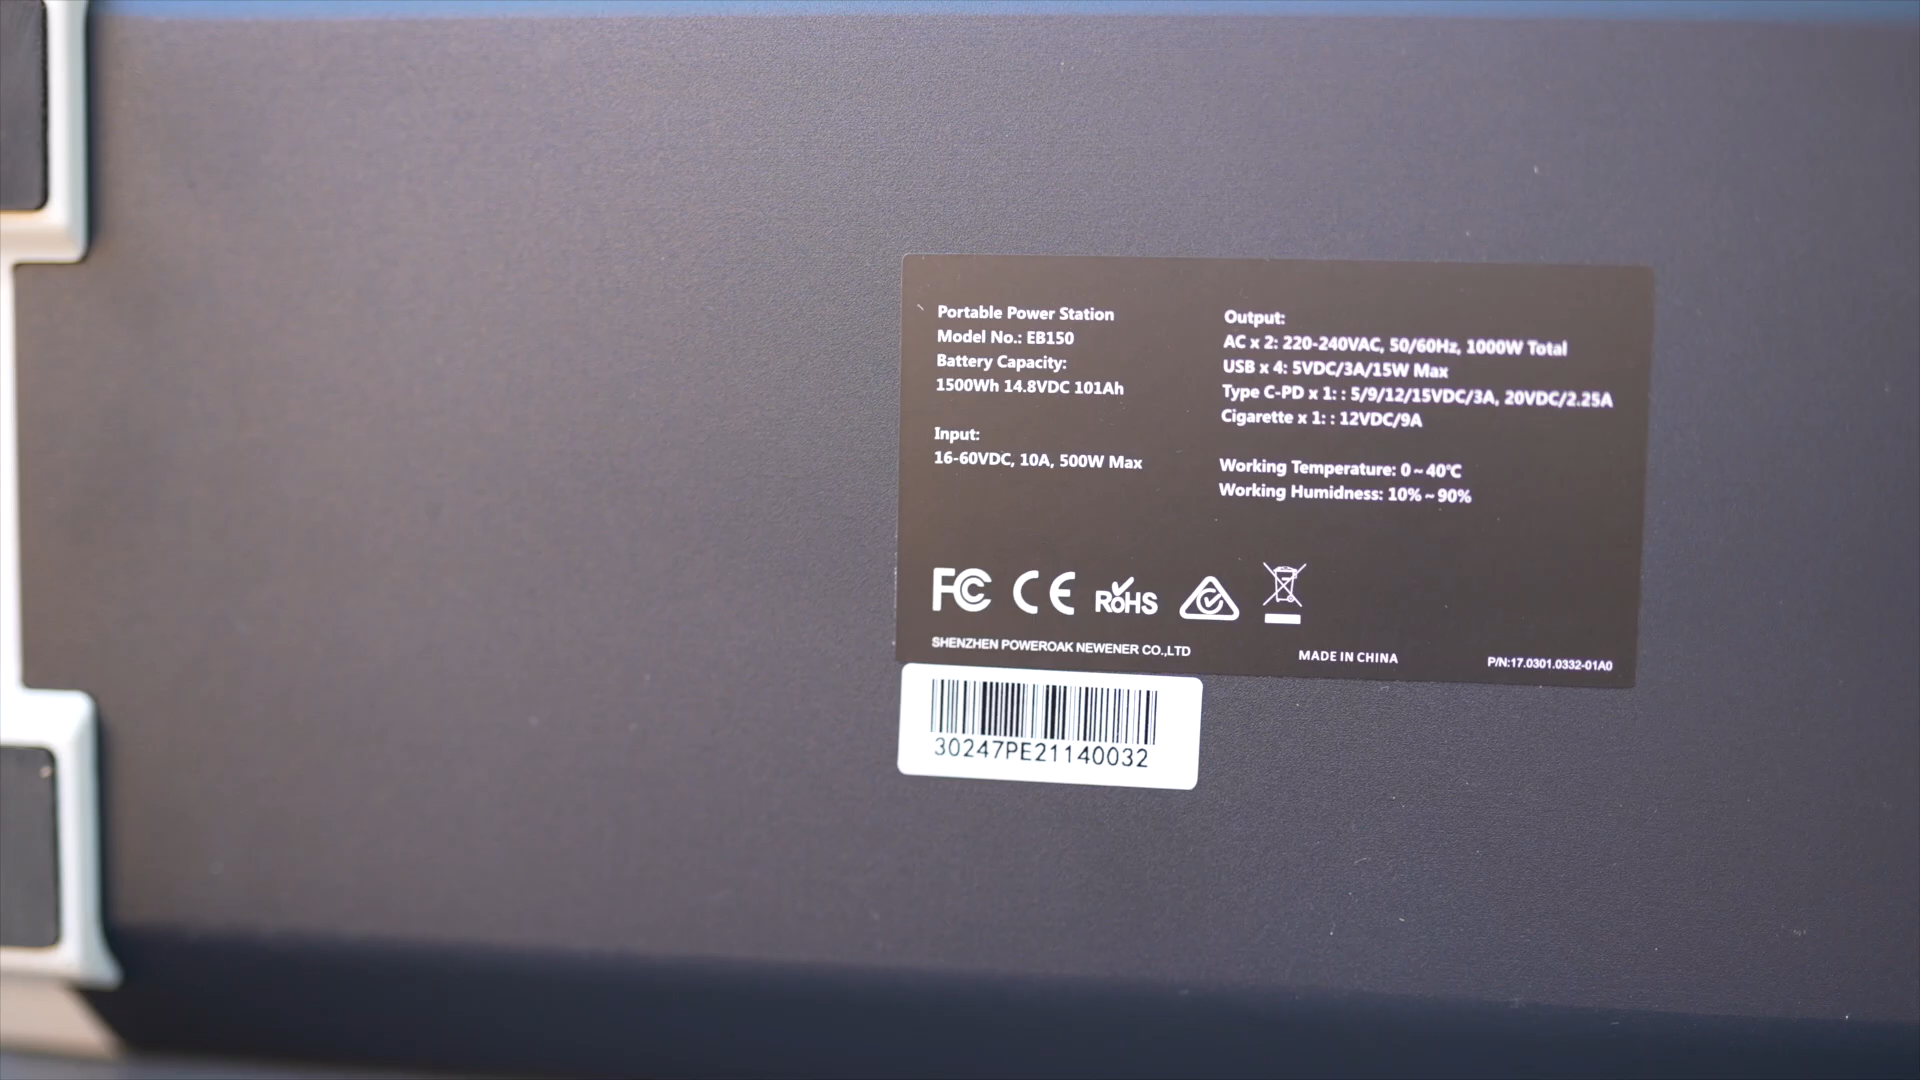 Portable Power Station
Model No.: EB150
Battery Capacity:
1500Wh 14.8VDC 101Ah
Input:
16-60VDC, 10A, 500W Max
Output:
AC x 2: 220-240VAC, 50/60Hz, 1000W Total
USB x 4: 5VDC/3A/15W Max
Type C-PD x 1: : 5/9/12/15VDC/3A, 20VDC/2.25A
Cigarette x 1: : 12VDC/9A
Working Temperature: 0 ~ 40℃
Working Humidness: 10% ~ 90%
FC CE RoHS
SHENZHEN POWEROAK NEWENER CO.,LTD
MADE IN CHINA
P/N:17.0301.0332-01A0
30247PE21140032